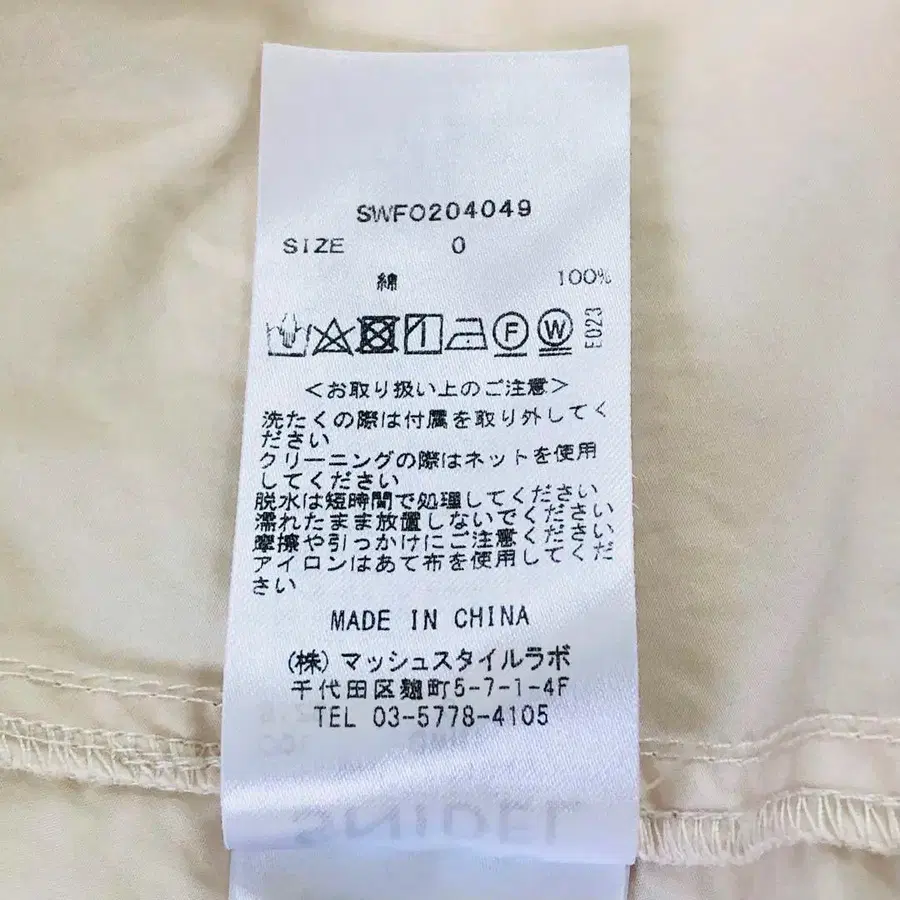 SWFO204049
SIZE 0
綿 100%
F W E023
<お取り扱い上のご注意>
洗たくの際は付属を取り外してく
ださい
クリーニングの際はネットを使用
してください
脱水は短時間で処理してください
濡れたまま放置しないでください
摩擦や引っかけにご注意ください
アイロンはあて布を使用してくだ
さい
MADE IN CHINA
(株) マッシュスタイルラボ
千代田区麹町5-7-1-4F
TEL 03-5778-4105
SNIDEL